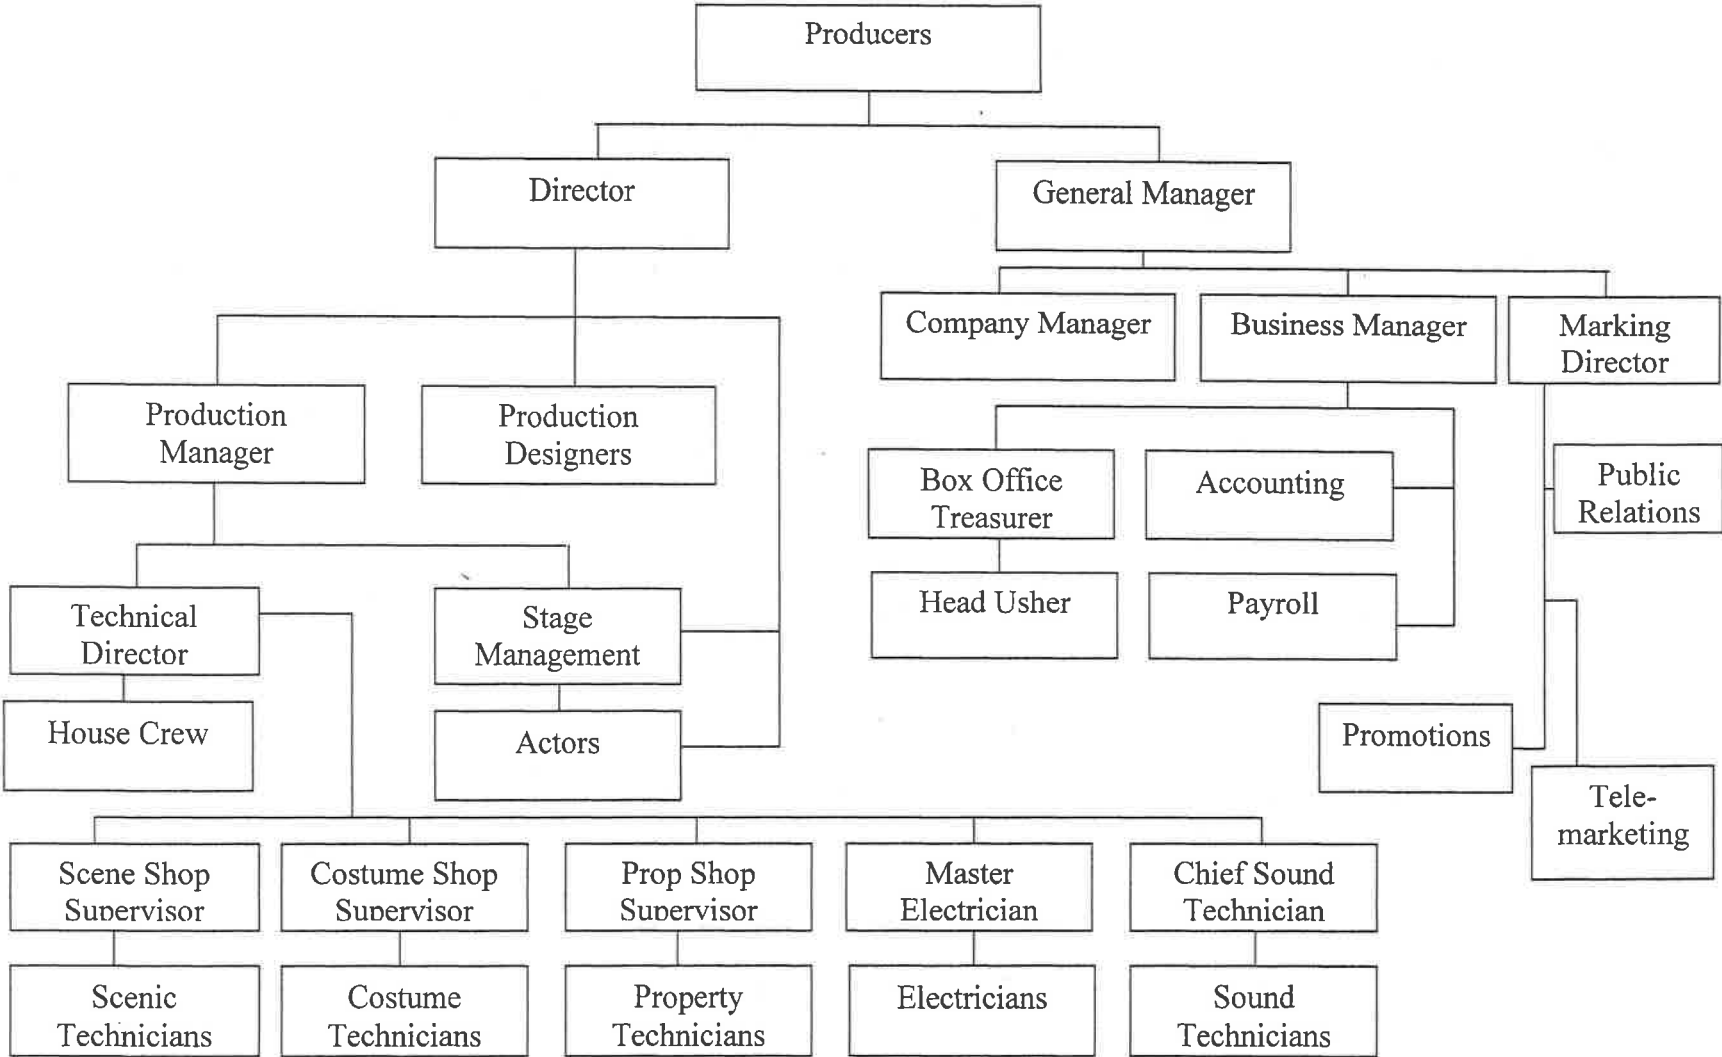 Producers
Director
General Manager
Company Manager
Business Manager
Marking
Director
Production
Manager
Production
Designers
Box Office
Treasurer
Accounting
Public
Relations
Technical
Director
Stage
Management
Head Usher
Payroll
House Crew
Actors
Promotions
Tele-
marketing
Scene Shop
Supervisor
Costume Shop
Supervisor
Prop Shop
Supervisor
Master
Electrician
Chief Sound
Technician
Scenic
Technicians
Costume
Technicians
Property
Technicians
Electricians
Sound
Technicians